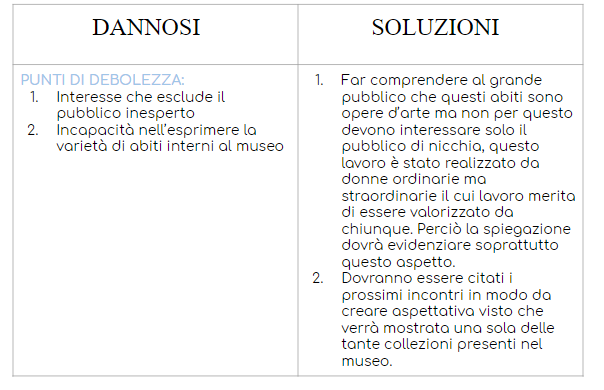 DANNOSI
SOLUZIONI
PUNTI DI DEBOLEZZA:
1. Interesse che esclude il
pubblico inesperto
2. Incapacità nell'esprimere la
varietà di abiti interni al museo
1. Far comprendere al grande
pubblico che questi abiti sono
opere d'arte ma non per questo
devono interessare solo il
pubblico di nicchia, questo
lavoro è stato realizzato da
donne ordinarie ma
straordinarie il cui lavoro merita
di essere valorizzato da
chiunque. Perciò la spiegazione
dovrà evidenziare soprattutto
questo aspetto.
2. Dovranno essere citati i
prossimi incontri in modo da
creare aspettativa visto che
verrà mostrata una sola delle
tante collezioni presenti nel
museo.